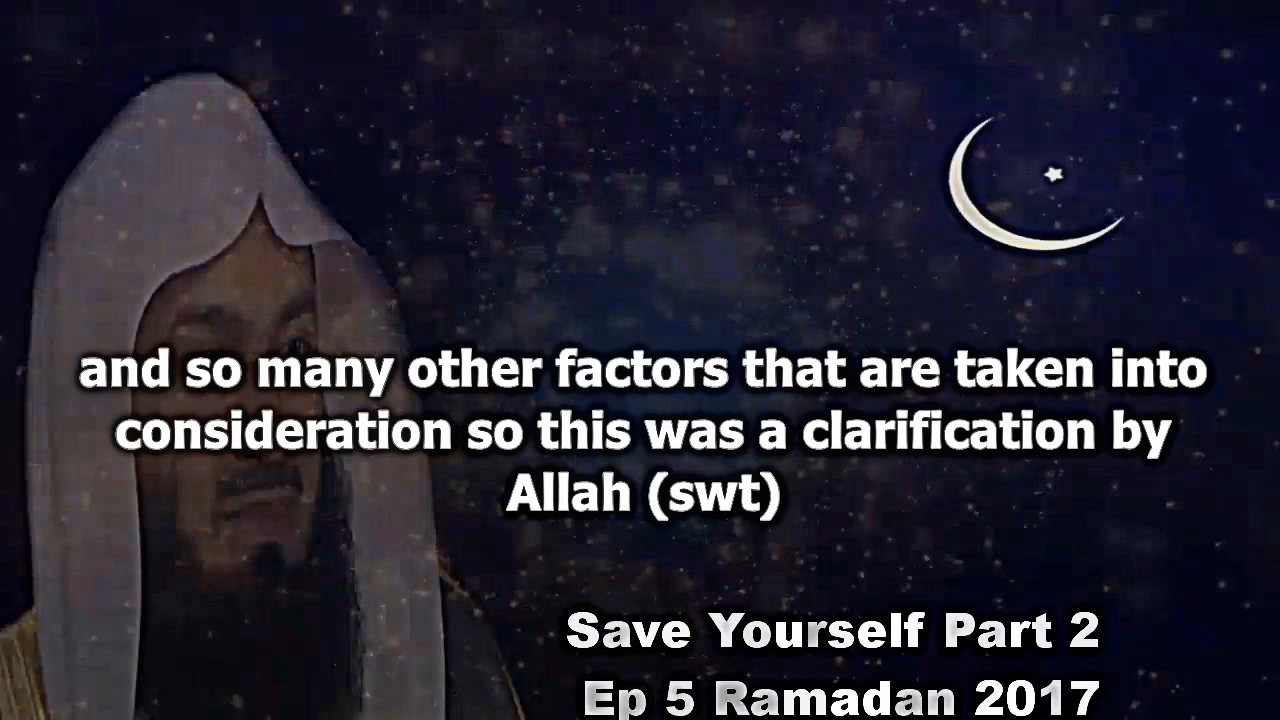 and so many other factors that are taken into
consideration so this was a clarification by
Allah (swt)
Save Yourself Part 2
Ep 5 Ramadan 2017